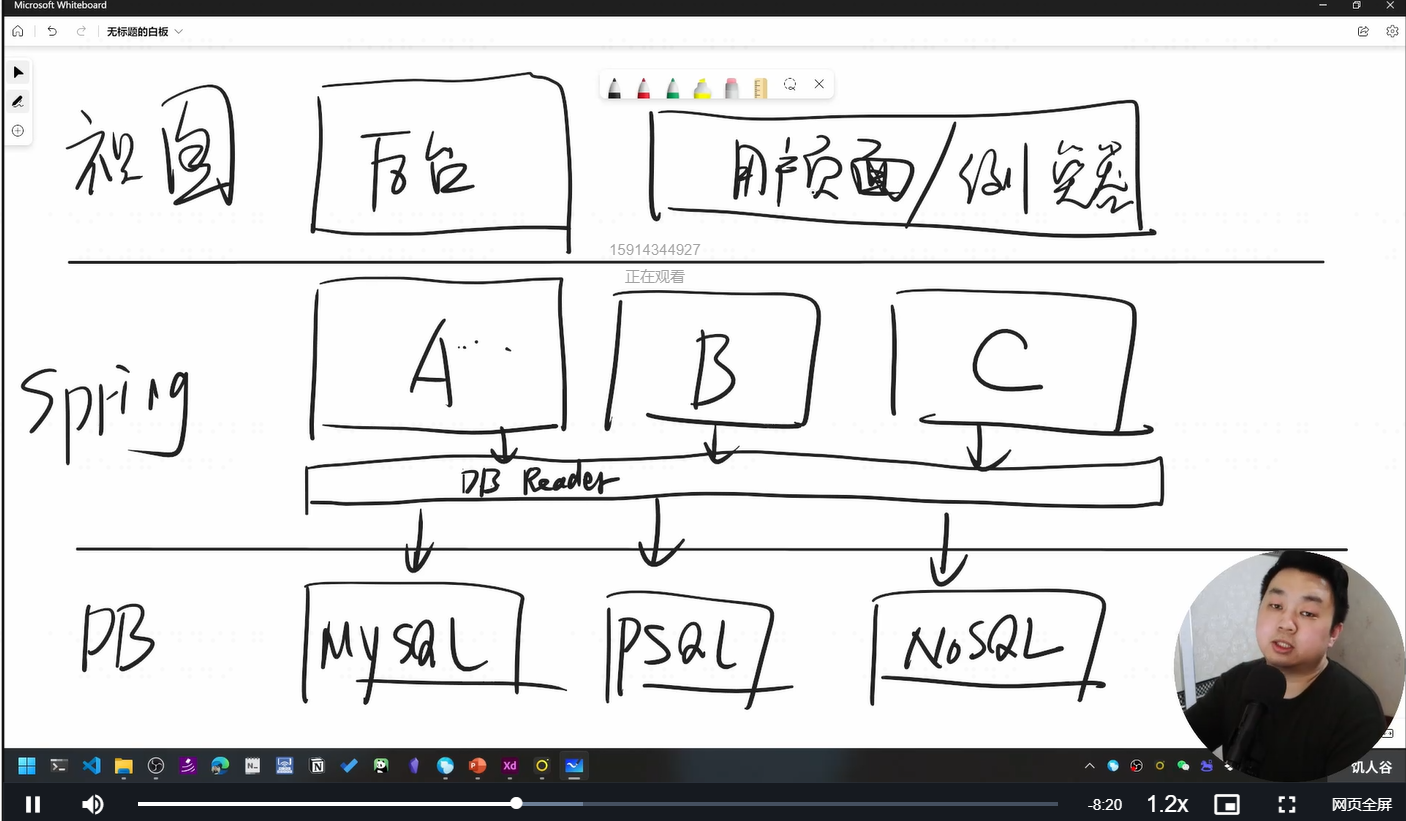 Microsoft Whiteboard
无标题的白板
视图
后台
用户页面/浏览器
15914344927
正在观看
Spring
A
B
C
DB Reader
DB
MySQL
PSQL
NoSQL
N
Xd
饥人谷
-8:20
1.2x
网页全屏